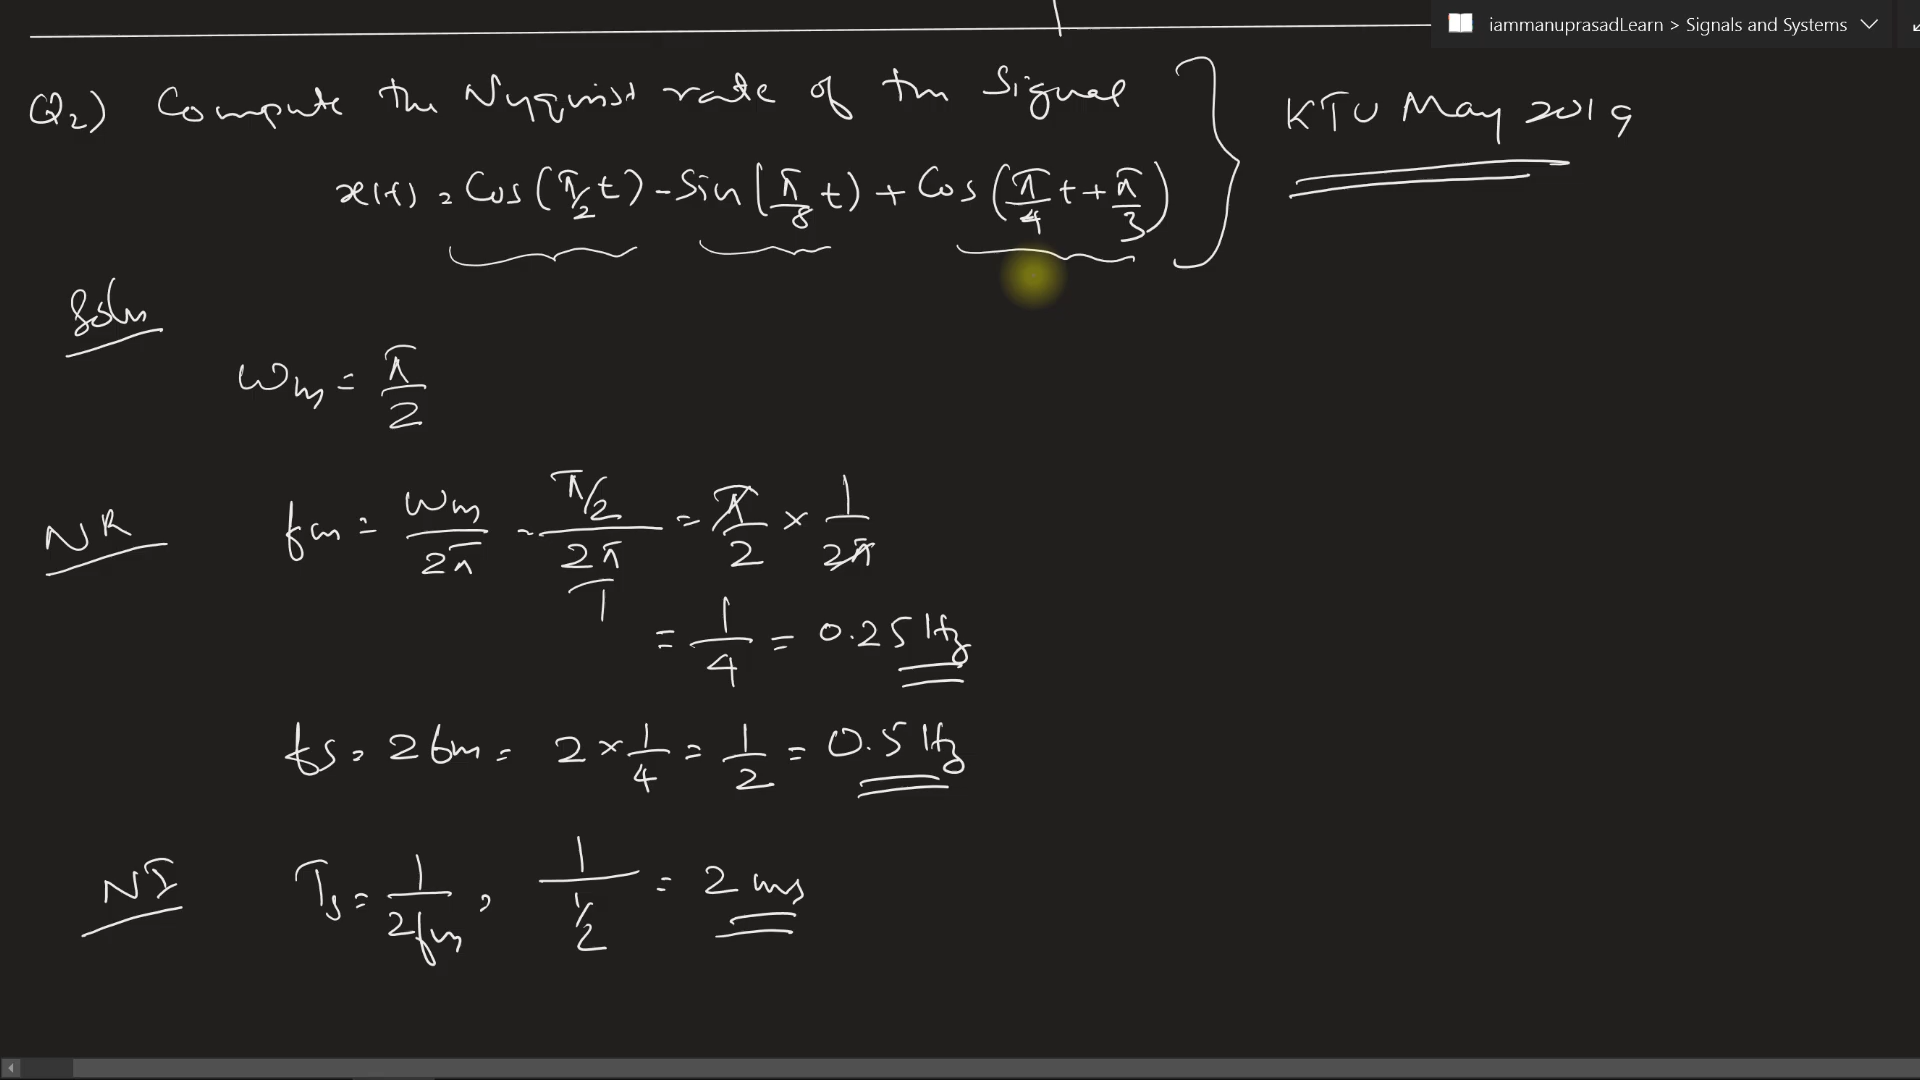 iammanuprasadLearn > Signals and Systems
Q2) Compute the Nyquist rate of the Signal
x(t) = Cos(π/2 t) - Sin(π/8 t) + Cos(π/4 t + π/3)
KTU May 2019
Soln
ωm = π/2
NR fm = ωm/2π = (π/2)/(2π/1) = π/2 × 1/2π
= 1/4 = 0.25 Hz
fs = 2fm = 2 × 1/4 = 1/2 = 0.5 Hz
NI Ts = 1/2fm = 1/(1/2) = 2 ms